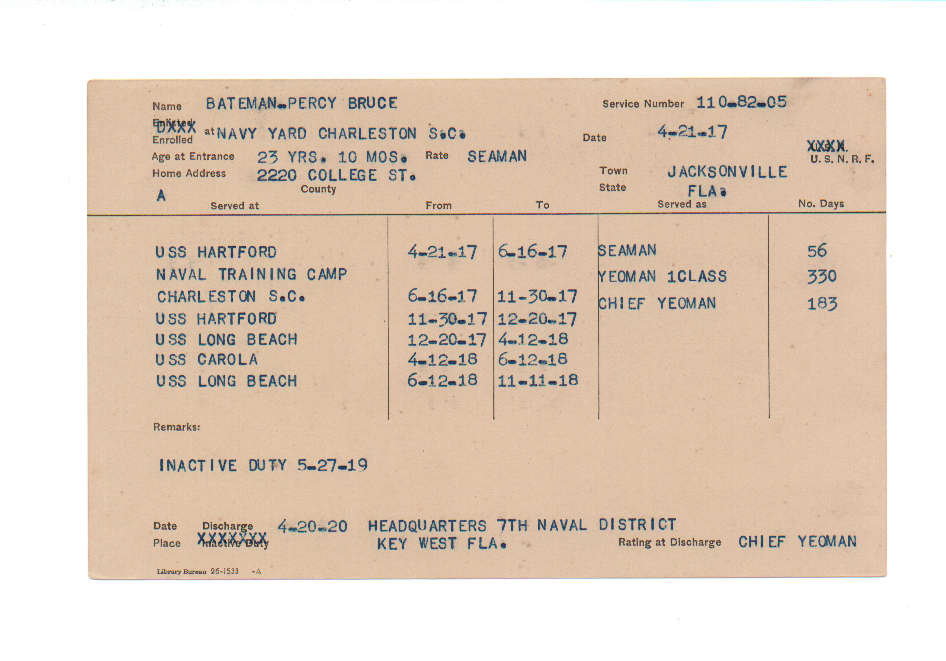 Name BATEMAN-PERCY BRUCE Service Number 110-82-05
Enlisted
Enrolled at NAVY YARD CHARLESTON S.C. Date 4-21-17
Age at Entrance 23 YRS. 10 MOS. Rate SEAMAN U. S. N. R. F.
Home Address 2220 COLLEGE ST. Town JACKSONVILLE
A County State FLA.
Served at From To Served as No. Days
USS HARTFORD 4-21-17 6-16-17 SEAMAN 56
NAVAL TRAINING CAMP YEOMAN 1CLASS 330
CHARLESTON S.C. 6-16-17 11-30-17 CHIEF YEOMAN 183
USS HARTFORD 11-30-17 12-20-17
USS LONG BEACH 12-20-17 4-12-18
USS CAROLA 4-12-18 6-12-18
USS LONG BEACH 6-12-18 11-11-18
Remarks:
INACTIVE DUTY 5-27-19
Date Discharge 4-20-20 HEADQUARTERS 7TH NAVAL DISTRICT
Place Inactive Duty KEY WEST FLA. Rating at Discharge CHIEF YEOMAN
Library Bureau 26-1533 -A